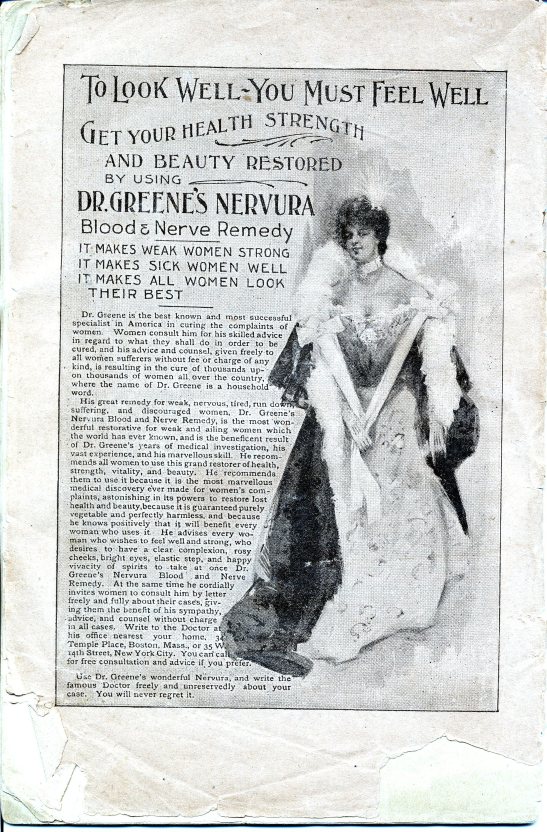 TO LOOK WELL-YOU MUST FEEL WELL
GET YOUR HEALTH STRENGTH
AND BEAUTY RESTORED
BY USING
DR. GREENE'S NERVURA
Blood & Nerve Remedy
IT MAKES WEAK WOMEN STRONG
IT MAKES SICK WOMEN WELL
IT MAKES ALL WOMEN LOOK
THEIR BEST
Dr. Greene is the best known and most successful
specialist in America in curing the complaints of
women. Women consult him for his skilled advice
in regard to what they shall do in order to be
cured, and his advice and counsel, given freely to
all women sufferers without fee or charge of any
kind, is resulting in the cure of thousands up-
on thousands of women all over the country,
where the name of Dr. Greene is a household
word.
His great remedy for weak, nervous, tired, run down,
suffering, and discouraged women, Dr. Greene's
Nervura Blood and Nerve Remedy, is the most won-
derful restorative for weak and ailing women which
the world has ever known, and is the beneficent result
of Dr. Greene's years of medical investigation, his
vast experience, and his marvellous skill. He recom-
mends all women to use this grand restorer of health,
strength, vitality, and beauty. He recommends
them to use it because it is the most marvellous
medical discovery ever made for women's com-
plaints, astonishing in its powers to restore lost
health and beauty, because it is guaranteed purely
vegetable and perfectly harmless, and because
he knows positively that it will benefit every
woman who uses it. He advises every wo-
man who wishes to feel well and strong, who
desires to have a clear complexion, rosy
cheeks, bright eyes, elastic step, and happy
vivacity of spirits to take at once Dr.
Greene's Nervura Blood and Nerve
Remedy. At the same time he cordially
invites women to consult him by letter
freely and fully about their cases, giv-
ing them the benefit of his sympathy,
advice, and counsel without charge
in all cases. Write to the Doctor at
his office nearest your home, 34
Temple Place, Boston, Mass., or 35 W.
14th Street, New York City. You can call
for free consultation and advice if you prefer.
Use Dr. Greene's wonderful Nervura, and write the
famous Doctor freely and unreservedly about your
case. You will never regret it.